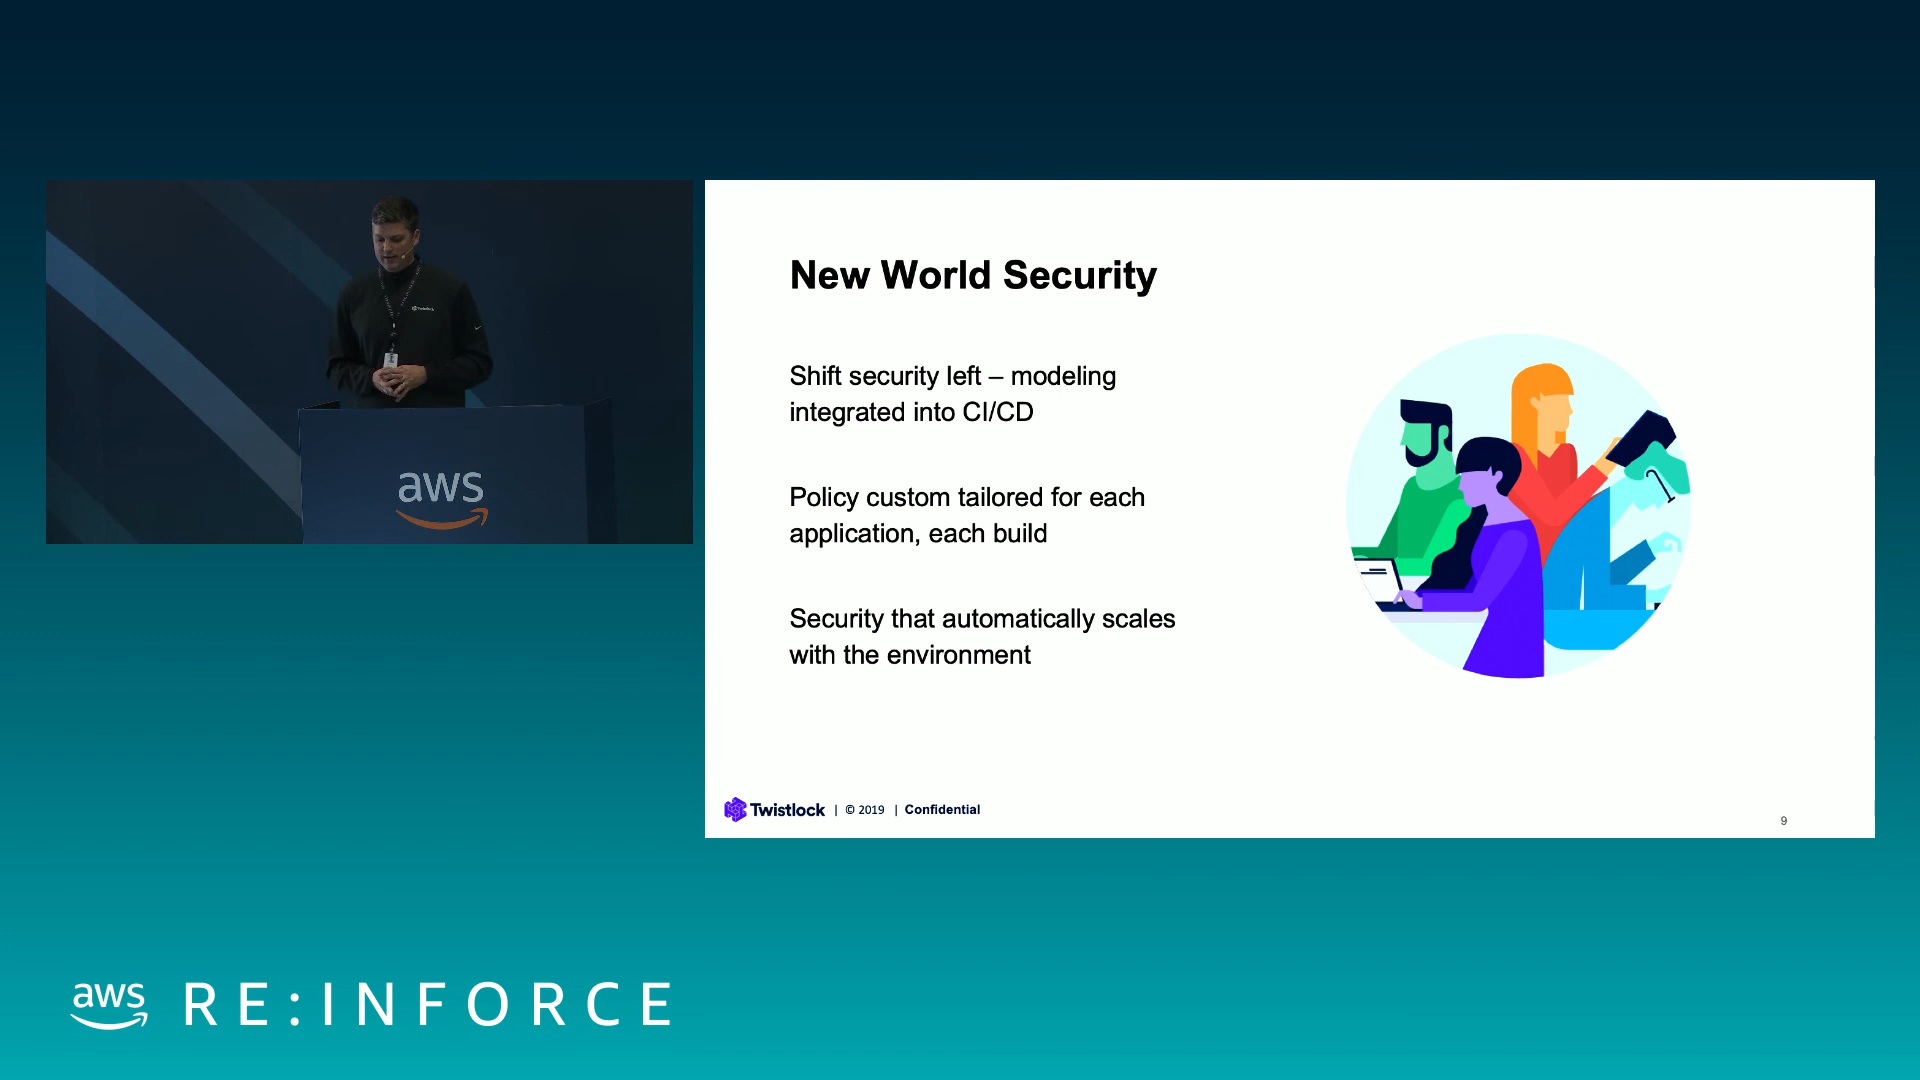 New World Security
Shift security left – modeling
integrated into CI/CD
Policy custom tailored for each
application, each build
Security that automatically scales
with the environment
Twistlock | © 2019 | Confidential
9
Twistlock
aws
aws RE:INFORCE